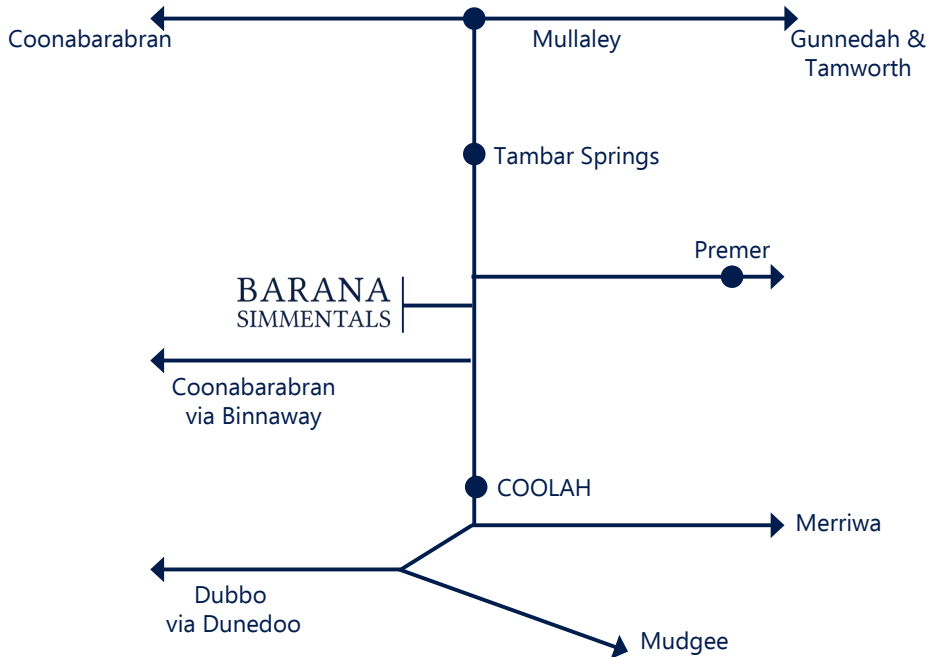 Coonabarabran
Mullaley
Gunnedah &
Tamworth
Tambar Springs
Premer
BARANA
SIMMENTALS
Coonabarabran
via Binnaway
COOLAH
Merriwa
Dubbo
via Dunedoo
Mudgee